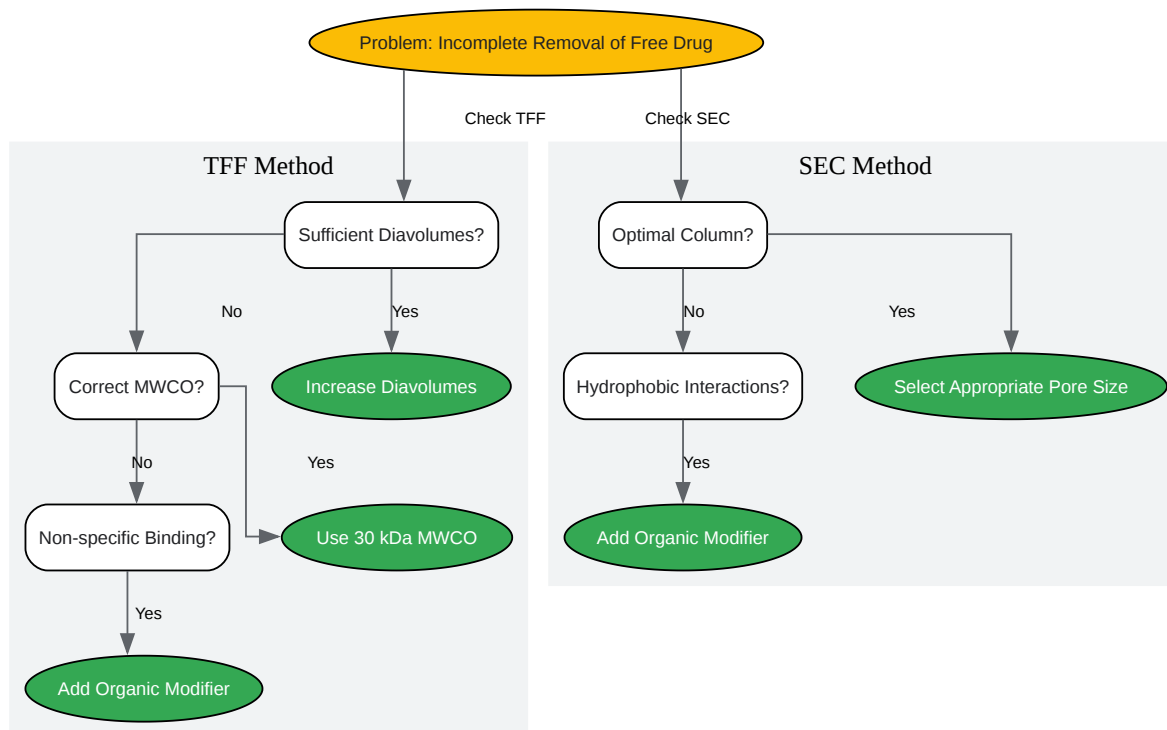 Problem: Incomplete Removal of Free Drug
Check TFF
Check SEC
TFF Method
SEC Method
Sufficient Diavolumes?
Optimal Column?
No
Yes
No
Yes
Correct MWCO?
Increase Diavolumes
Hydrophobic Interactions?
Select Appropriate Pore Size
No
Yes
Yes
Non-specific Binding?
Use 30 kDa MWCO
Add Organic Modifier
Yes
Add Organic Modifier